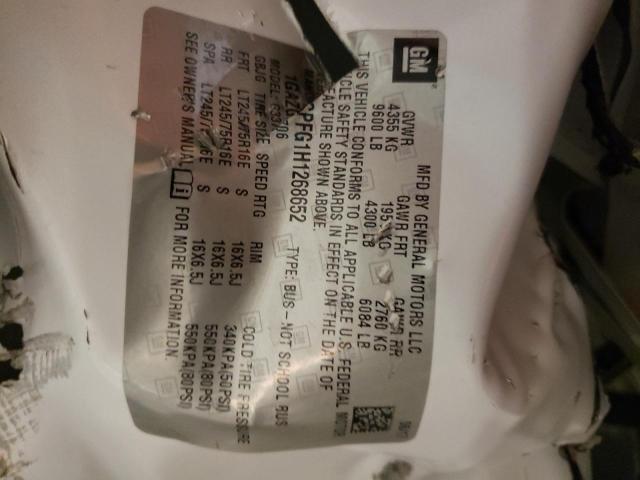 GM
MFD BY GENERAL MOTORS LLC
GVWR GAWR FRT GAWR RR
4355 KG KG 2760 KG
9600 LB 4300 LB 6084 LB
THIS VEHICLE CONFORMS TO ALL APPLICABLE U.S. FEDERAL MOTOR
SAFETY STANDARDS IN EFFECT ON THE DATE OF
SHOWN ABOVE.
PFG1H1268652 TYPE: BUS - NOT SCHOOL BUS
MODEL:
GBJG TIRE SIZE SPEED RTG RIM COLD TIRE PRESSURE
FRT LT245/75R16E S 16X6.5J 340KPA(50PSI)
RR LT245/75R16E S 16X6.5J 550KPA(80PSI)
SPA S 16X6.5J 550KPA(80PSI)
SEE OWNER'S MANUAL FOR MORE INFORMATION.